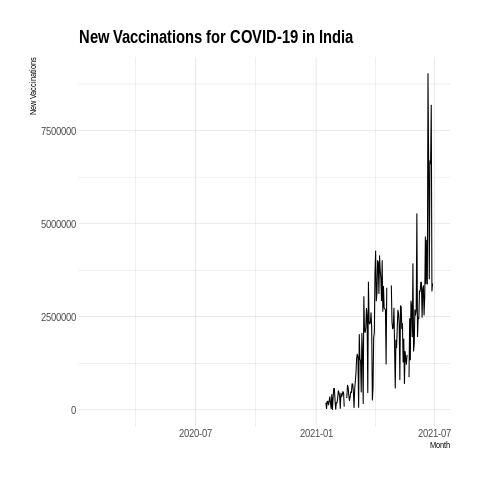 New Vaccinations for COVID-19 in India
New Vaccinations
7500000
5000000
2500000
0
2020-07
2021-01
2021-07
Month